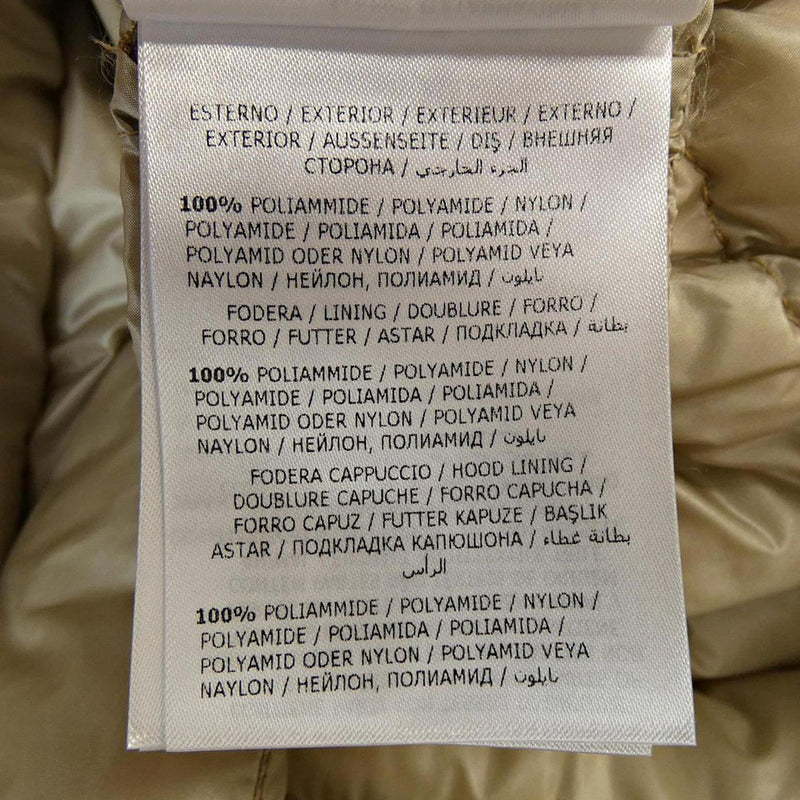 ESTERNO / EXTERIOR / EXTERIEUR / EXTERNO /
EXTERIOR / AUSSENSEITE / DIŞ / ВНЕШНЯЯ
СТОРОНА / الجزء الخارجي
100% POLIAMMIDE / POLYAMIDE / NYLON /
POLYAMIDE / POLIAMIDA / POLIAMIDA /
POLYAMID ODER NYLON / POLYAMID VEYA
NAYLON / НЕЙЛОН, ПОЛИАМИД / نايلون
FODERA / LINING / DOUBLURE / FORRO /
FORRO / FUTTER / ASTAR / ПОДКЛАДКА / بطانة
100% POLIAMMIDE / POLYAMIDE / NYLON /
POLYAMIDE / POLIAMIDA / POLIAMIDA /
POLYAMID ODER NYLON / POLYAMID VEYA
NAYLON / НЕЙЛОН, ПОЛИАМИД / نايلون
FODERA CAPPUCCIO / HOOD LINING /
DOUBLURE CAPUCHE / FORRO CAPUCHA /
FORRO CAPUZ / FUTTER KAPUZE / BAŞLIK
ASTAR / ПОДКЛАДКА КАПЮШОНА / بطانة غطاء
الرأس
100% POLIAMMIDE / POLYAMIDE / NYLON /
POLYAMIDE / POLIAMIDA / POLIAMIDA /
POLYAMID ODER NYLON / POLYAMID VEYA
NAYLON / НЕЙЛОН, ПОЛИАМИД / نايلون